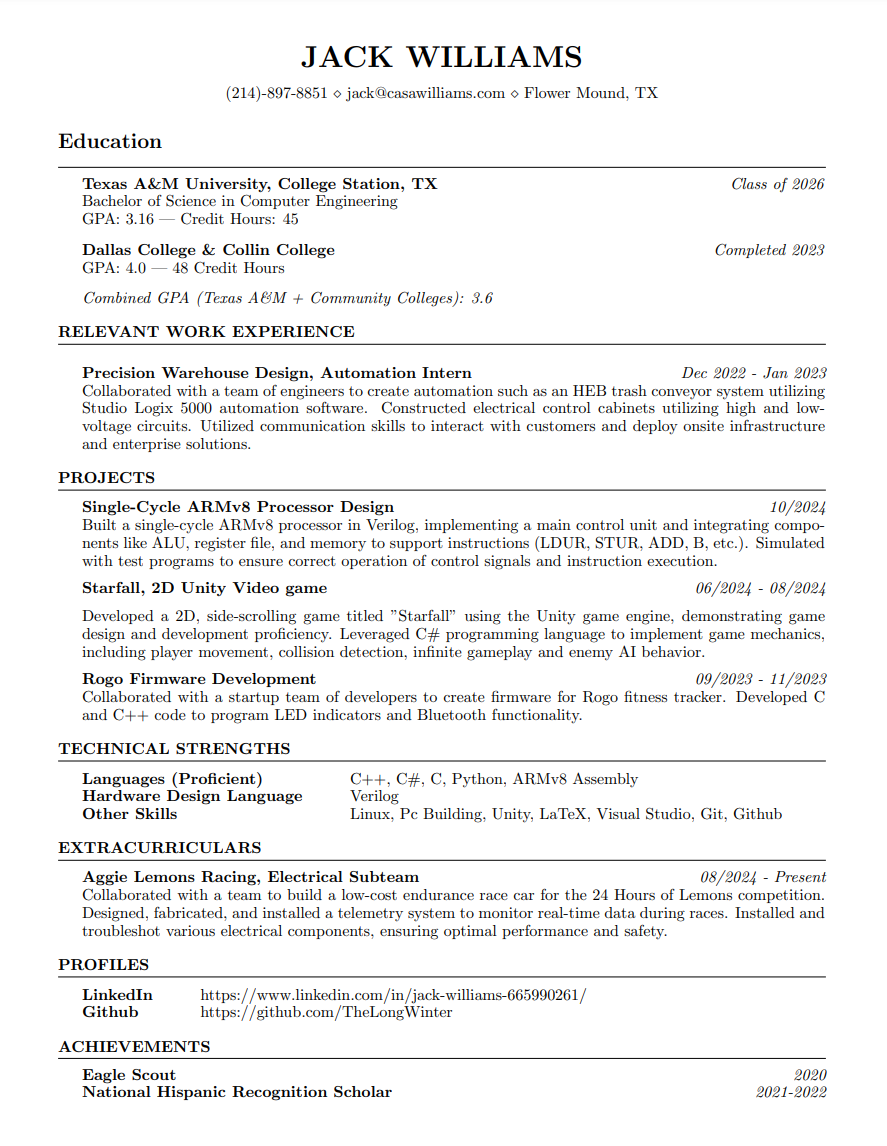 JACK WILLIAMS
(214)-897-8851 ⋄ jack@casawilliams.com ⋄ Flower Mound, TX
Education
Texas A&M University, College Station, TX Class of 2026
Bachelor of Science in Computer Engineering
GPA: 3.16 — Credit Hours: 45
Dallas College & Collin College Completed 2023
GPA: 4.0 — 48 Credit Hours
Combined GPA (Texas A&M + Community Colleges): 3.6
RELEVANT WORK EXPERIENCE
Precision Warehouse Design, Automation Intern Dec 2022 - Jan 2023
Collaborated with a team of engineers to create automation such as an HEB trash conveyor system utilizing
Studio Logix 5000 automation software. Constructed electrical control cabinets utilizing high and low-
voltage circuits. Utilized communication skills to interact with customers and deploy onsite infrastructure
and enterprise solutions.
PROJECTS
Single-Cycle ARMv8 Processor Design 10/2024
Built a single-cycle ARMv8 processor in Verilog, implementing a main control unit and integrating compo-
nents like ALU, register file, and memory to support instructions (LDUR, STUR, ADD, B, etc.). Simulated
with test programs to ensure correct operation of control signals and instruction execution.
Starfall, 2D Unity Video game 06/2024 - 08/2024
Developed a 2D, side-scrolling game titled ”Starfall” using the Unity game engine, demonstrating game
design and development proficiency. Leveraged C# programming language to implement game mechanics,
including player movement, collision detection, infinite gameplay and enemy AI behavior.
Rogo Firmware Development 09/2023 - 11/2023
Collaborated with a startup team of developers to create firmware for Rogo fitness tracker. Developed C
and C++ code to program LED indicators and Bluetooth functionality.
TECHNICAL STRENGTHS
Languages (Proficient) C++, C#, C, Python, ARMv8 Assembly
Hardware Design Language Verilog
Other Skills Linux, Pc Building, Unity, LaTeX, Visual Studio, Git, Github
EXTRACURRICULARS
Aggie Lemons Racing, Electrical Subteam 08/2024 - Present
Collaborated with a team to build a low-cost endurance race car for the 24 Hours of Lemons competition.
Designed, fabricated, and installed a telemetry system to monitor real-time data during races. Installed and
troubleshot various electrical components, ensuring optimal performance and safety.
PROFILES
LinkedIn https://www.linkedin.com/in/jack-williams-665990261/
Github https://github.com/TheLongWinter
ACHIEVEMENTS
Eagle Scout 2020
National Hispanic Recognition Scholar 2021-2022